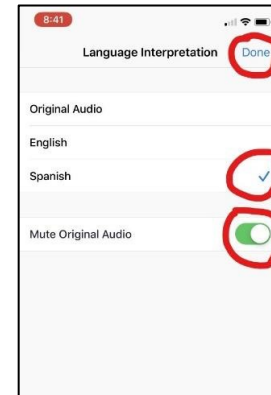 8:41
Language Interpretation Done
Original Audio
English
Spanish
Mute Original Audio